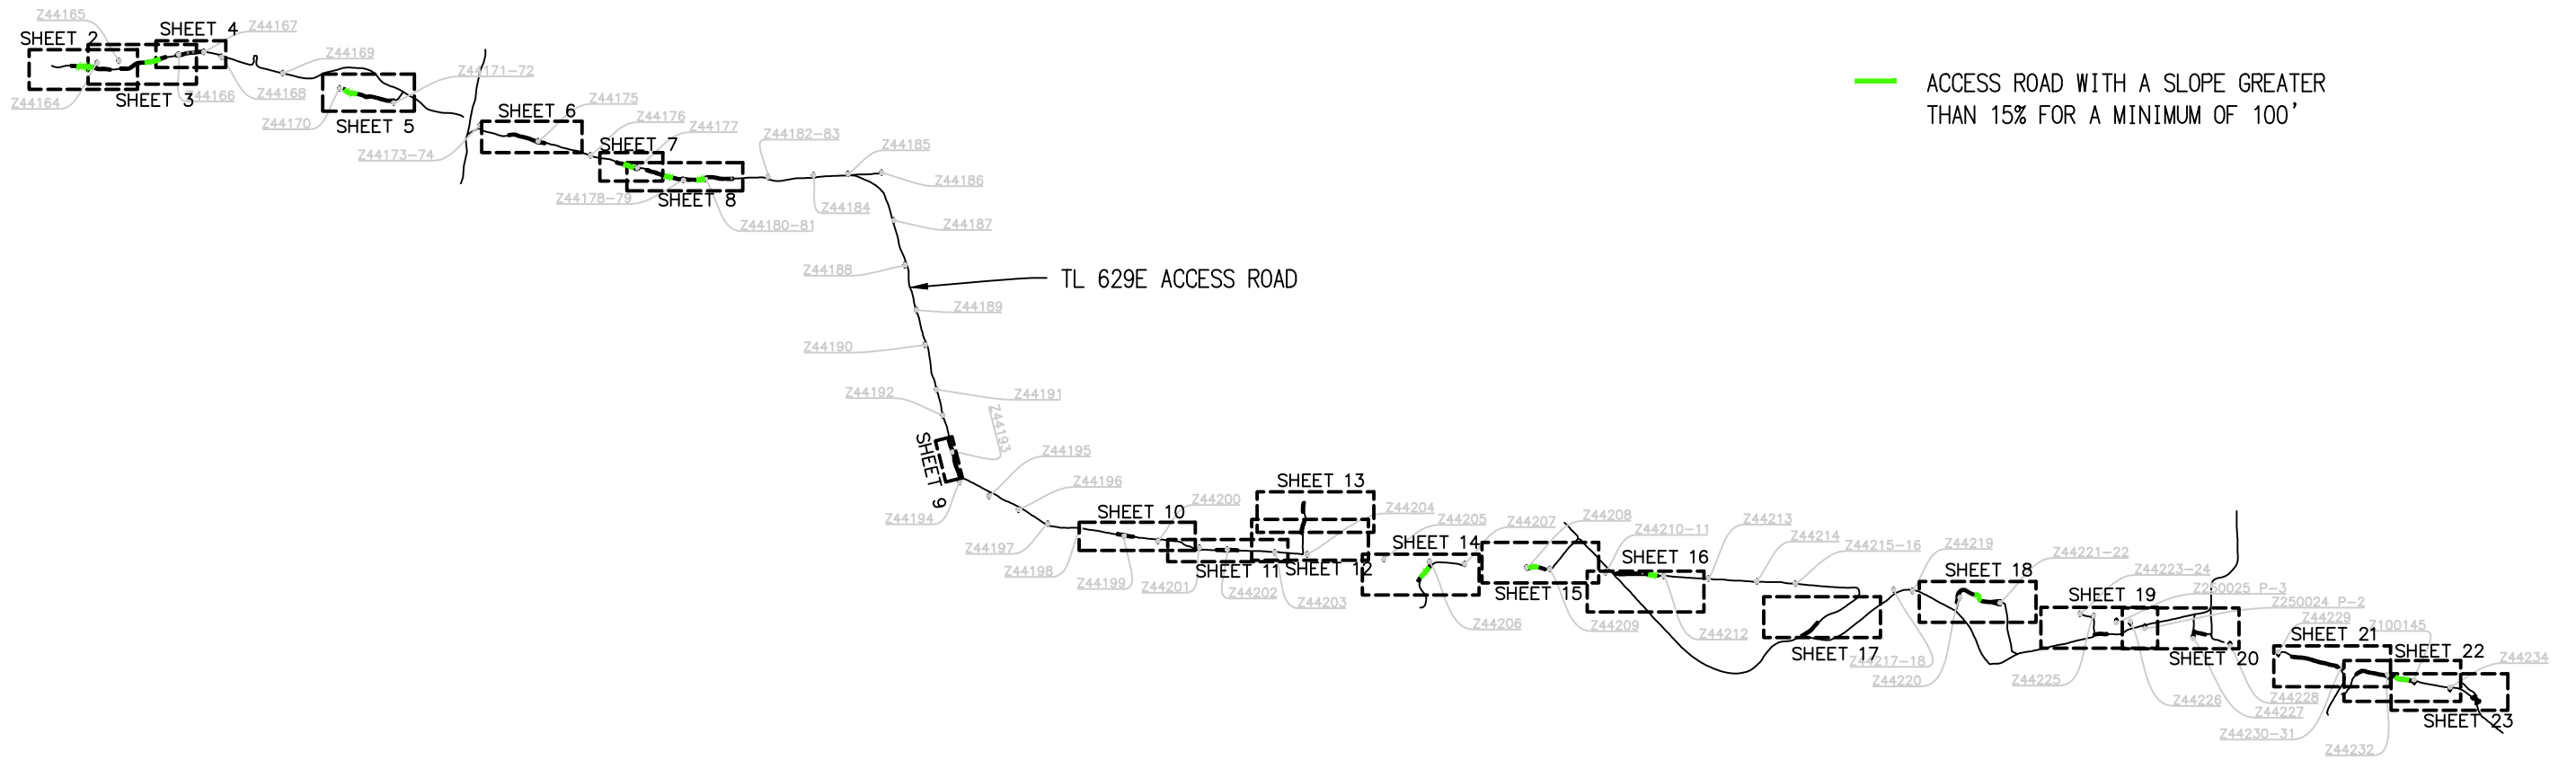 Z44165
SHEET 4
Z44167
SHEET 2
Z44169
Z44171-72
Z44164
SHEET 3
Z44166
Z44168
Z44170
SHEET 5
ACCESS ROAD WITH A SLOPE GREATER
THAN 15% FOR A MINIMUM OF 100'
SHEET 6
Z44175
Z44176
Z44177
Z44173-74
SHEET 7
Z44182-83
Z44185
Z44186
Z44178-79
SHEET 8
Z44180-81
Z44184
Z44187
Z44188
TL 629E ACCESS ROAD
Z44189
Z44190
Z44192
Z44191
Z44193
SHEET 9
Z44195
Z44196
Z44194
Z44197
Z44198
SHEET 10
Z44200
Z44199
Z44201
SHEET 11
Z44202
Z44203
SHEET 13
SHEET 12
Z44204
Z44205
Z44207
SHEET 14
Z44206
Z44208
Z44210-11
SHEET 15
Z44209
SHEET 16
Z44212
Z44213
Z44214
Z44215-16
Z44219
SHEET 17
Z44217-18
Z44220
SHEET 18
Z44221-22
Z44223-24
Z250025 P-3
SHEET 19
Z250024 P-2
Z44225
Z44226
SHEET 20
Z44228
Z44227
Z44229
SHEET 21
Z100145
SHEET 22
Z44234
Z44230-31
Z44232
SHEET 23